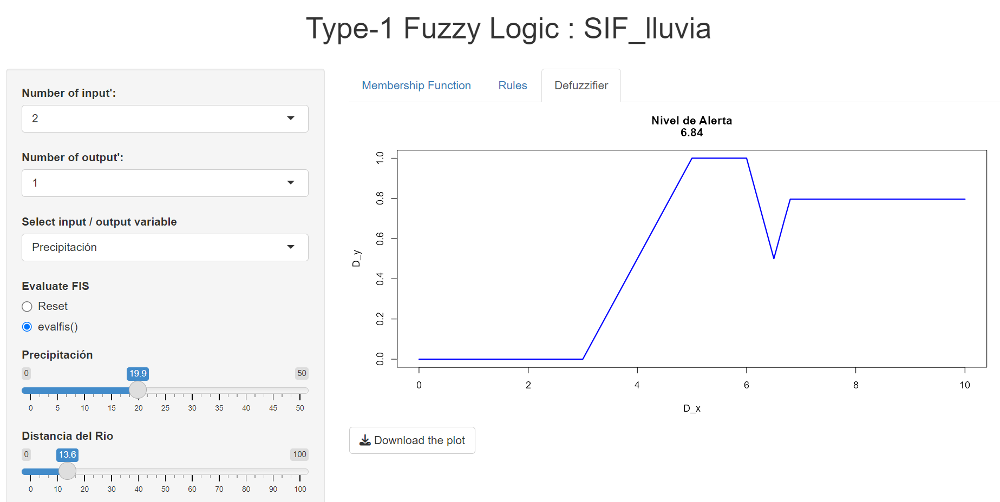 Type-1 Fuzzy Logic : SIF_lluvia
Number of input':
2
Number of output':
1
Select input / output variable
Precipitación
Evaluate FIS
Reset
evalfis()
Precipitación
0 19.9 50
0 5 10 15 20 25 30 35 40 45 50
Distancia del Rio
0 13.6 100
0 10 20 30 40 50 60 70 80 90 100
Membership Function Rules Defuzzifier
Nivel de Alerta
6.84
D_y
1.0
0.8
0.6
0.4
0.2
0.0
0 2 4 6 8 10
D_x
Download the plot